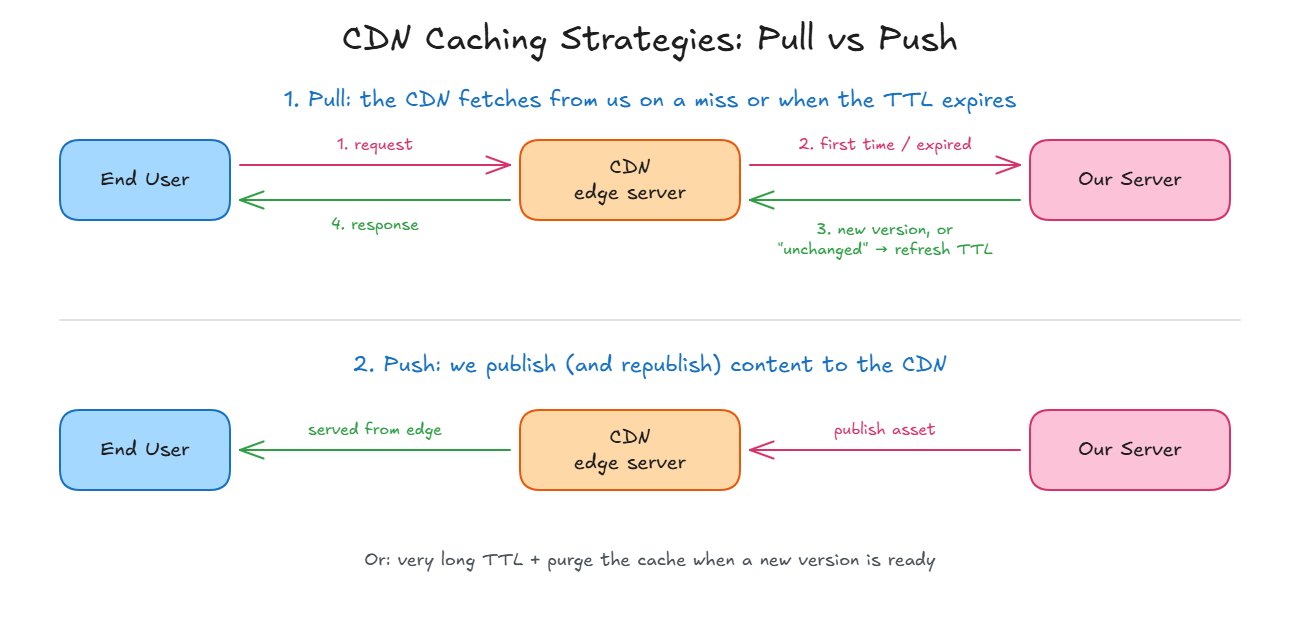 CDN Caching Strategies: Pull vs Push
1. Pull: the CDN fetches from us on a miss or when the TTL expires
End User
1. request
4. response
CDN
edge server
2. first time / expired
3. new version, or
"unchanged" → refresh TTL
Our Server
2. Push: we publish (and republish) content to the CDN
End User
served from edge
CDN
edge server
publish asset
Our Server
Or: very long TTL + purge the cache when a new version is ready